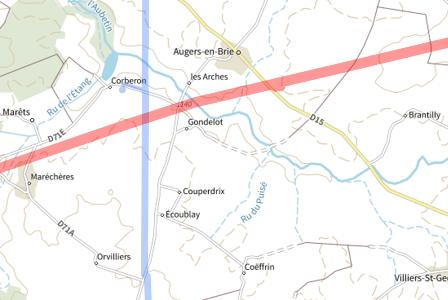 l'Aubetin
Augers-en-Brie
les Arches
Corberon
Ru de l'Étang
Marêts
D71E
140
Gondelot
D15
Brantilly
Maréchères
Couperdrix
Écoublay
Ru du Puisé
D71A
Orvilliers
Coëffrin
Villiers-St-Ge